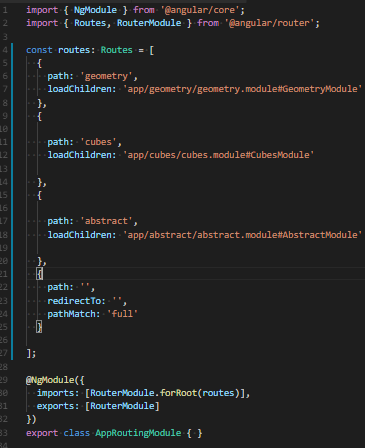 1 import { NgModule } from '@angular/core';
2 import { Routes, RouterModule } from '@angular/router';
3
4 const routes: Routes = [
5 {
6 path: 'geometry',
7 loadChildren: 'app/geometry/geometry.module#GeometryModule'
8 },
9 {
10
11 path: 'cubes',
12 loadChildren: 'app/cubes/cubes.module#CubesModule'
13
14 },
15 {
16
17 path: 'abstract',
18 loadChildren: 'app/abstract/abstract.module#AbstractModule'
19
20 },
21 {
22 path: '',
23 redirectTo: '',
24 pathMatch: 'full'
25 }
26
27 ];
28
29 @NgModule({
30 imports: [RouterModule.forRoot(routes)],
31 exports: [RouterModule]
32 })
33 export class AppRoutingModule { }